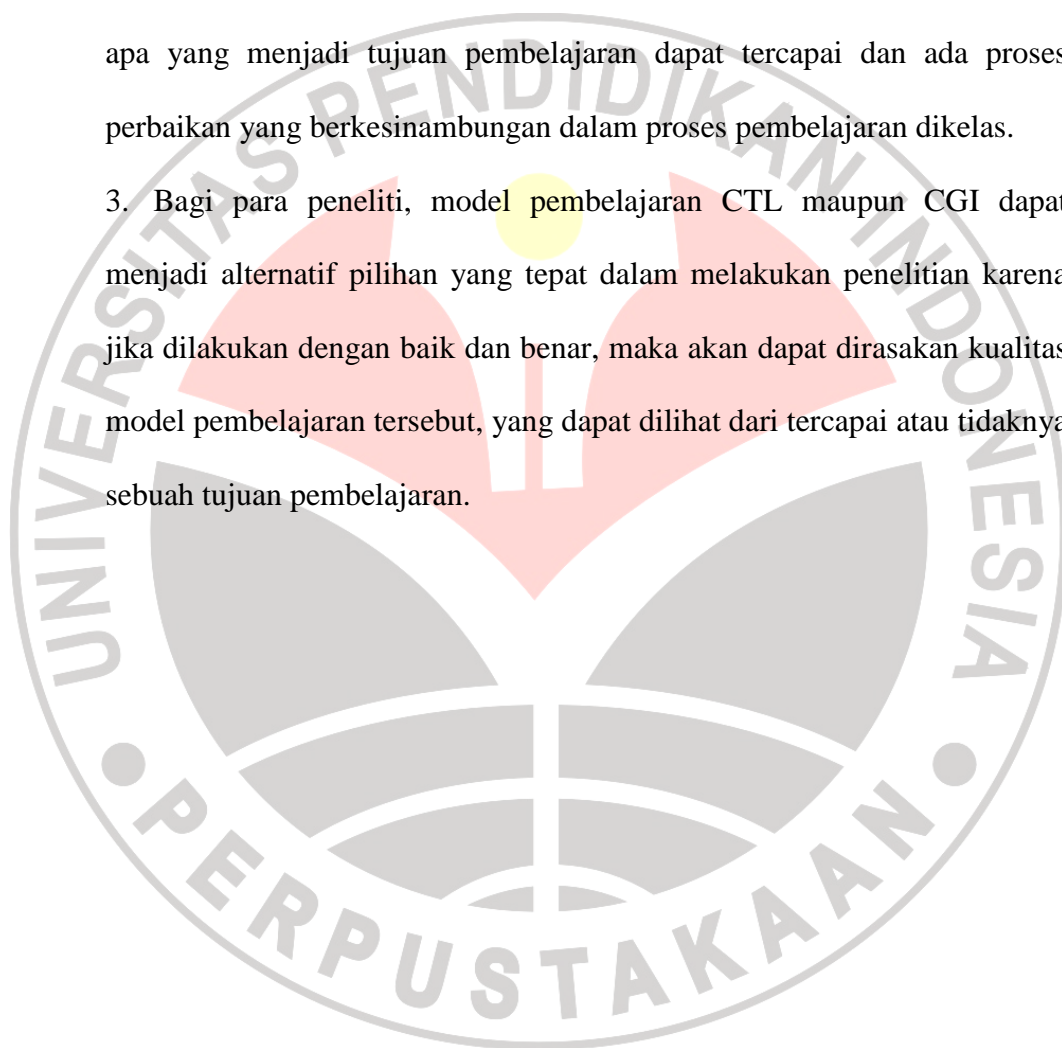 apa yang menjadi tujuan pembelajaran dapat tercapai dan ada proses
perbaikan yang berkesinambungan dalam proses pembelajaran dikelas.
3. Bagi para peneliti, model pembelajaran CTL maupun CGI dapat
menjadi alternatif pilihan yang tepat dalam melakukan penelitian karena
jika dilakukan dengan baik dan benar, maka akan dapat dirasakan kualitas
model pembelajaran tersebut, yang dapat dilihat dari tercapai atau tidaknya
sebuah tujuan pembelajaran.
UNIVERSITAS PENDIDIKAN INDONESIA
PERPUSTAKAAN